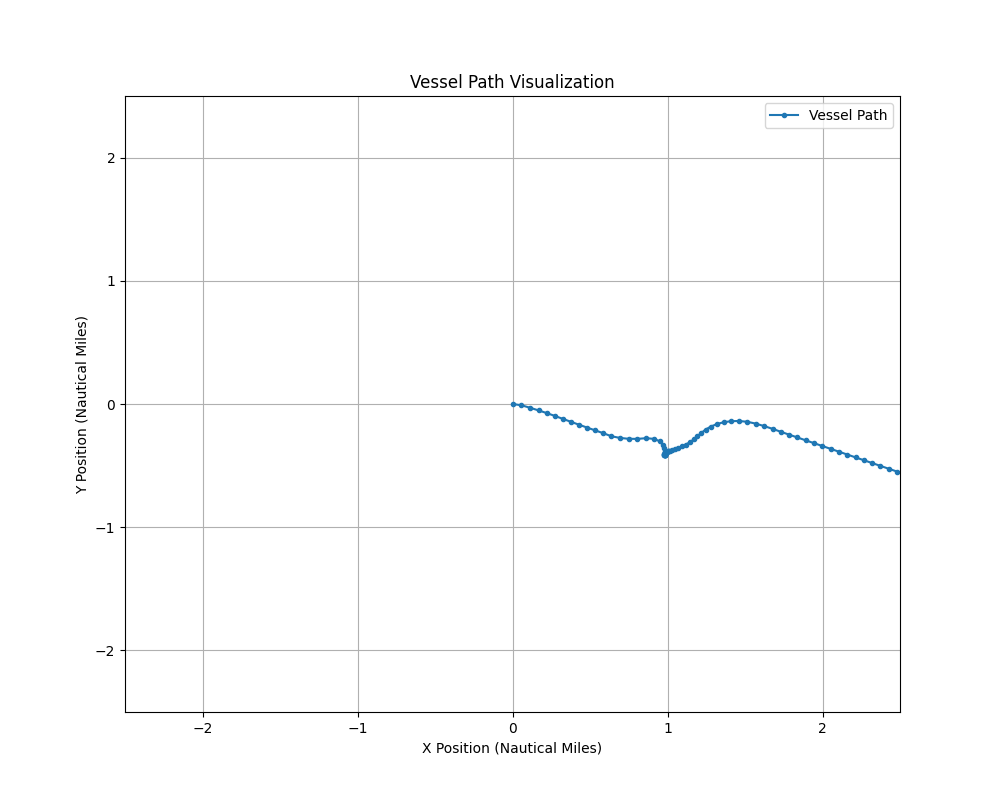 Vessel Path Visualization
Vessel Path
2
1
0
−1
−2
Y Position (Nautical Miles)
−2
−1
0
1
2
X Position (Nautical Miles)